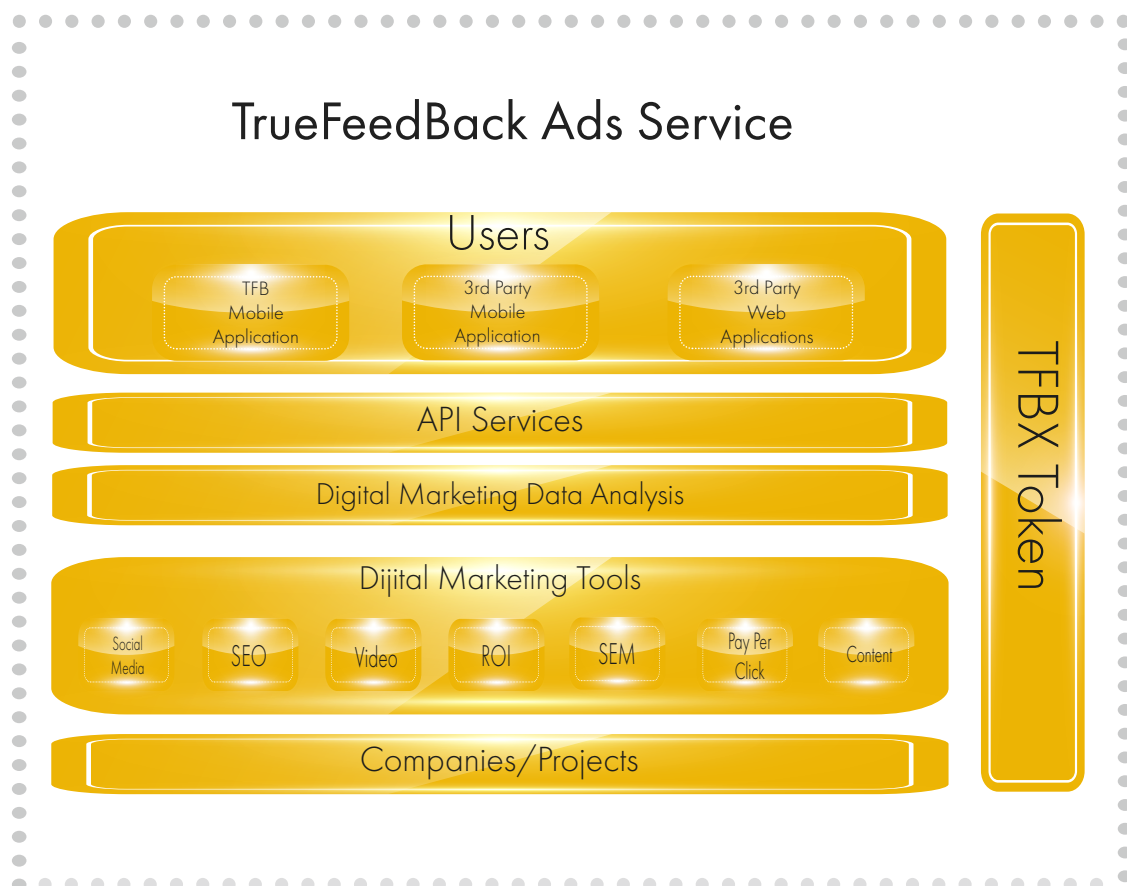 TrueFeedBack Ads Service
Users
TFB
Mobile
Application
3rd Party
Mobile
Application
3rd Party
Web
Applications
API Services
Digital Marketing Data Analysis
Dijital Marketing Tools
Social
Media
SEO
Video
ROI
SEM
Pay Per
Click
Content
Companies/Projects
TFBX Token